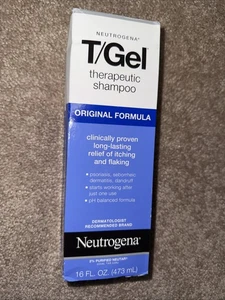 NEUTROGENA®
T/Gel
therapeutic
shampoo
ORIGINAL FORMULA
clinically proven
long-lasting
relief of itching
and flaking
• psoriasis, seborrheic
dermatitis, dandruff
• starts working after
just one use
• pH balanced formula
DERMATOLOGIST
RECOMMENDED BRAND
Neutrogena®
16 FL. OZ. (473 mL)